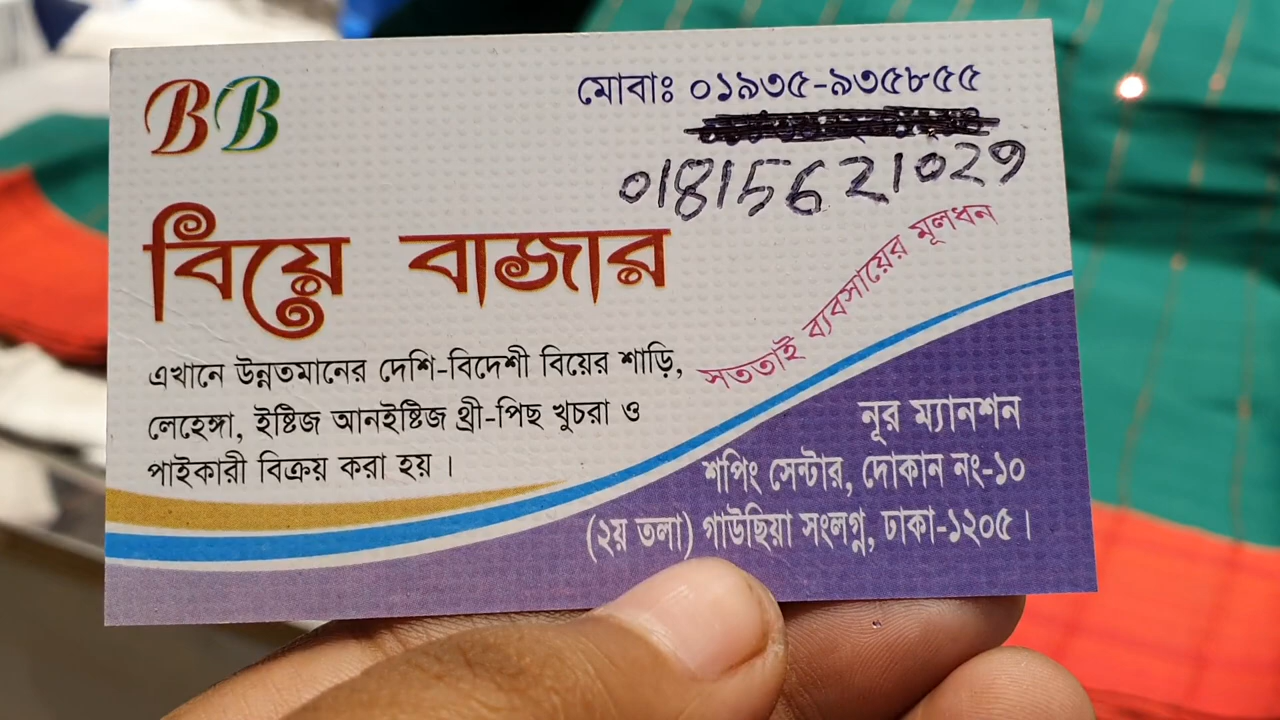 BB
মোবাঃ ০১৯৩৫-৯৩৫৮৫৫
01815621029
বিয়ে বাজার
সততাই ব্যবসায়ের মূলধন
এখানে উন্নতমানের দেশি-বিদেশী বিয়ের শাড়ি,
লেহেঙ্গা, ইষ্টিজ আনইষ্টিজ থ্রী-পিছ খুচরা ও
পাইকারী বিক্রয় করা হয়।
নূর ম্যানশন
শপিং সেন্টার, দোকান নং-১০
(২য় তলা) গাউছিয়া সংলগ্ন, ঢাকা-১২০৫।